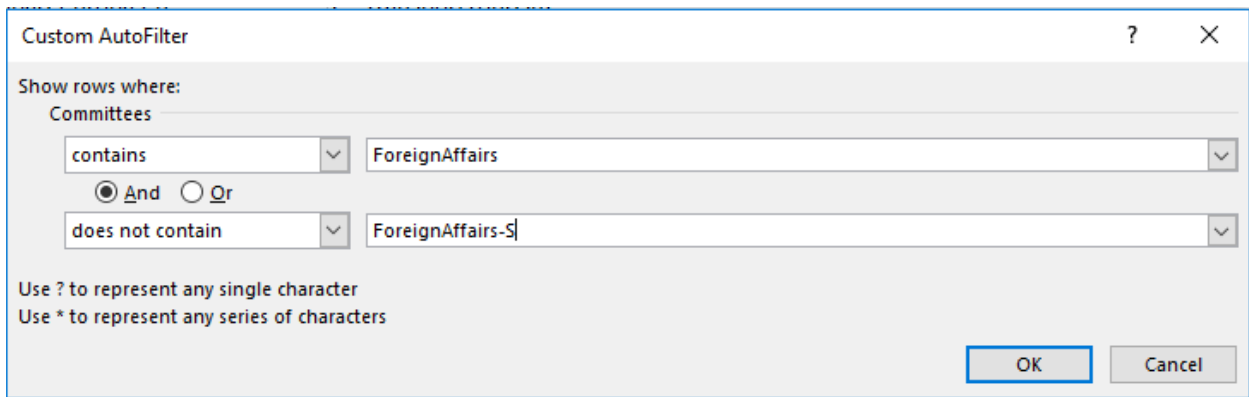 Custom AutoFilter ? X
Show rows where:
Committees
contains ForeignAffairs
And Or
does not contain ForeignAffairs-S
Use ? to represent any single character
Use * to represent any series of characters
OK Cancel